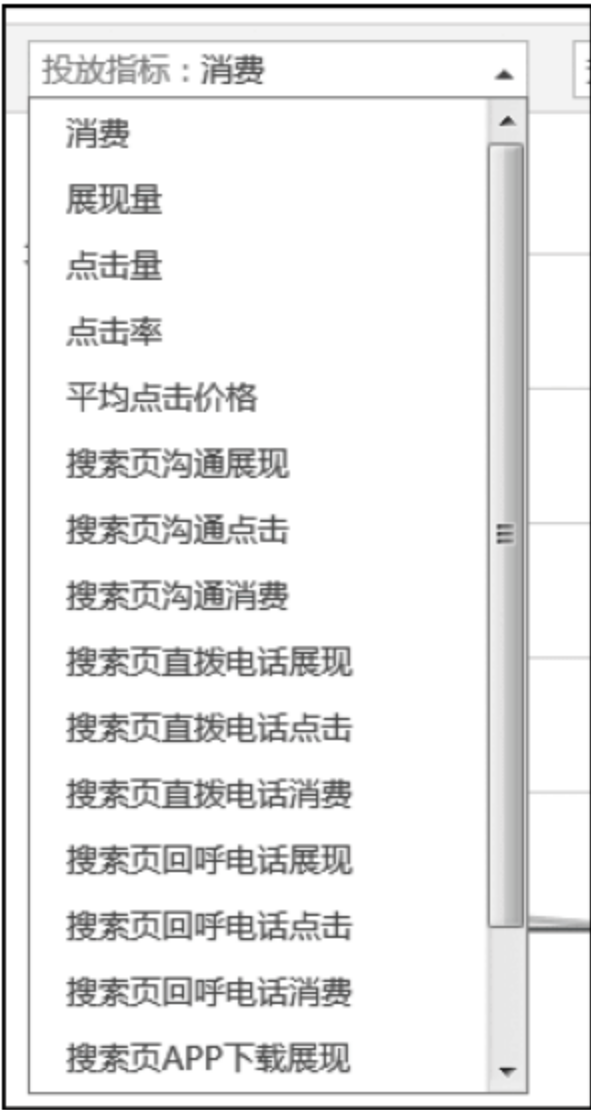 投放指标：消费
消费
展现量
点击量
点击率
平均点击价格
搜索页沟通展现
搜索页沟通点击
搜索页沟通消费
搜索页直拨电话展现
搜索页直拨电话点击
搜索页直拨电话消费
搜索页回呼电话展现
搜索页回呼电话点击
搜索页回呼电话消费
搜索页APP下载展现